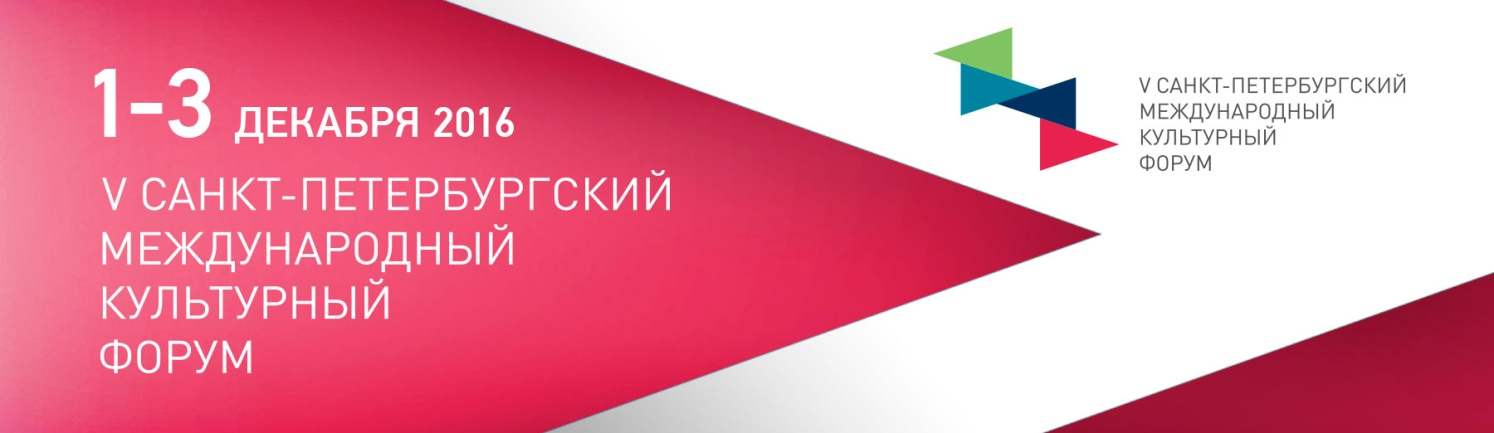 1-3 ДЕКАБРЯ 2016
V САНКТ-ПЕТЕРБУРГСКИЙ
МЕЖДУНАРОДНЫЙ
КУЛЬТУРНЫЙ
ФОРУМ
V САНКТ-ПЕТЕРБУРГСКИЙ
МЕЖДУНАРОДНЫЙ
КУЛЬТУРНЫЙ
ФОРУМ